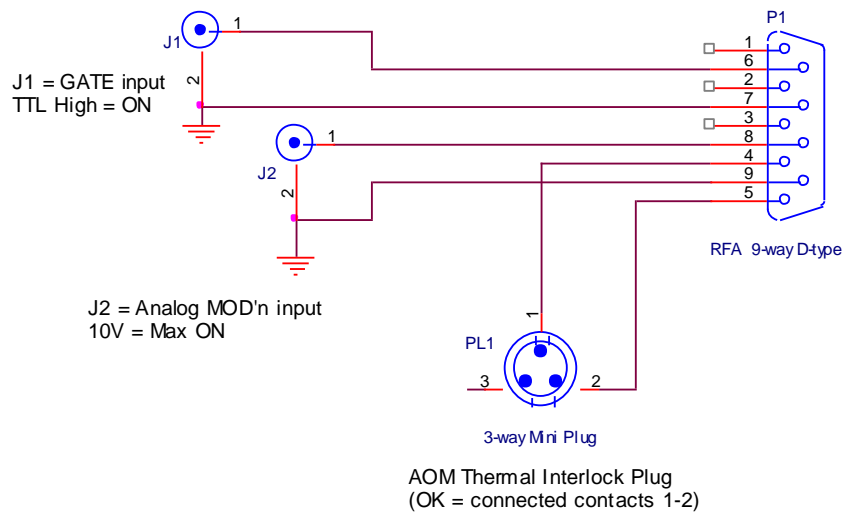 P1
J1
1
2
1
6
2
7
3
8
4
9
5
J1 = GATE input
TTL High = ON
J2
1
2
RFA 9-way D-type
J2 = Analog MOD'n input
10V = Max ON
PL1
1
3
2
3-way Mini Plug
AOM Thermal Interlock Plug
(OK = connected contacts 1-2)